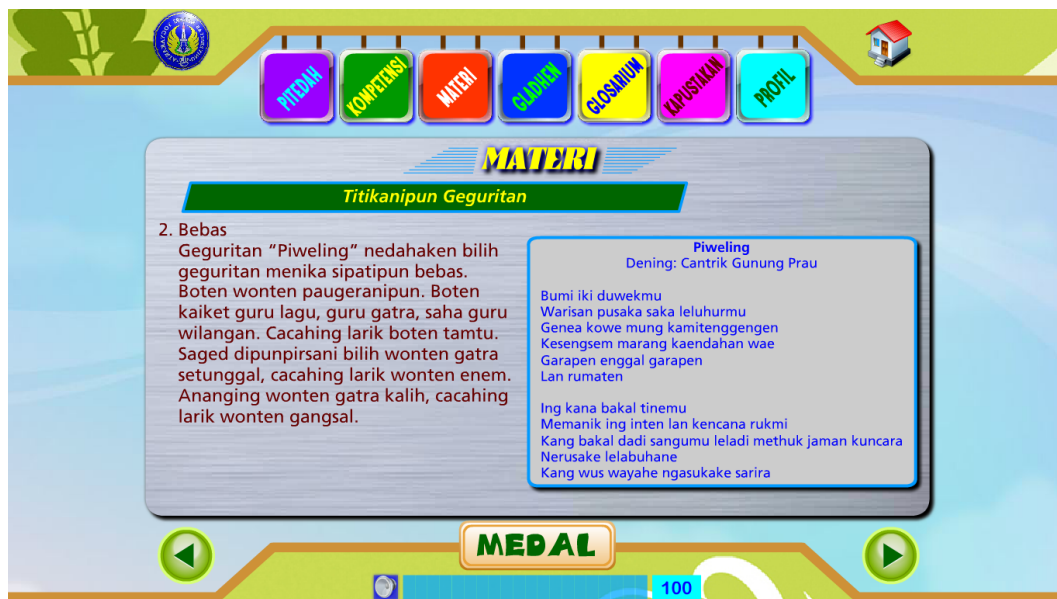 PITEDAH
KOMPETENSI
MATERI
GLADHEN
GLOSARIUM
KAPUSTAKAN
PROFIL
MATERI
Titikanipun Geguritan
2. Bebas
Geguritan “Piweling” nedahaken bilih
geguritan menika sipatipun bebas.
Boten wonten paugeranipun. Boten
kaiket guru lagu, guru gatra, saha guru
wilangan. Cacahing larik boten tamtu.
Saged dipunpirsani bilih wonten gatra
setunggal, cacahing larik wonten enem.
Ananging wonten gatra kalih, cacahing
larik wonten gangsal.
Piweling
Dening: Cantrik Gunung Prau
Bumi iki duwekmu
Warisan pusaka saka leluhurmu
Genea kowe mung kamitenggengen
Kesengsem marang kaendahan wae
Garapen enggal garapen
Lan rumaten
Ing kana bakal tinemu
Memanik ing inten lan kencana rukmi
Kang bakal dadi sangumu leladi methuk jaman kuncara
Nerusake lelabuhane
Kang wus wayahe ngasukake sarira
MEDAL
100